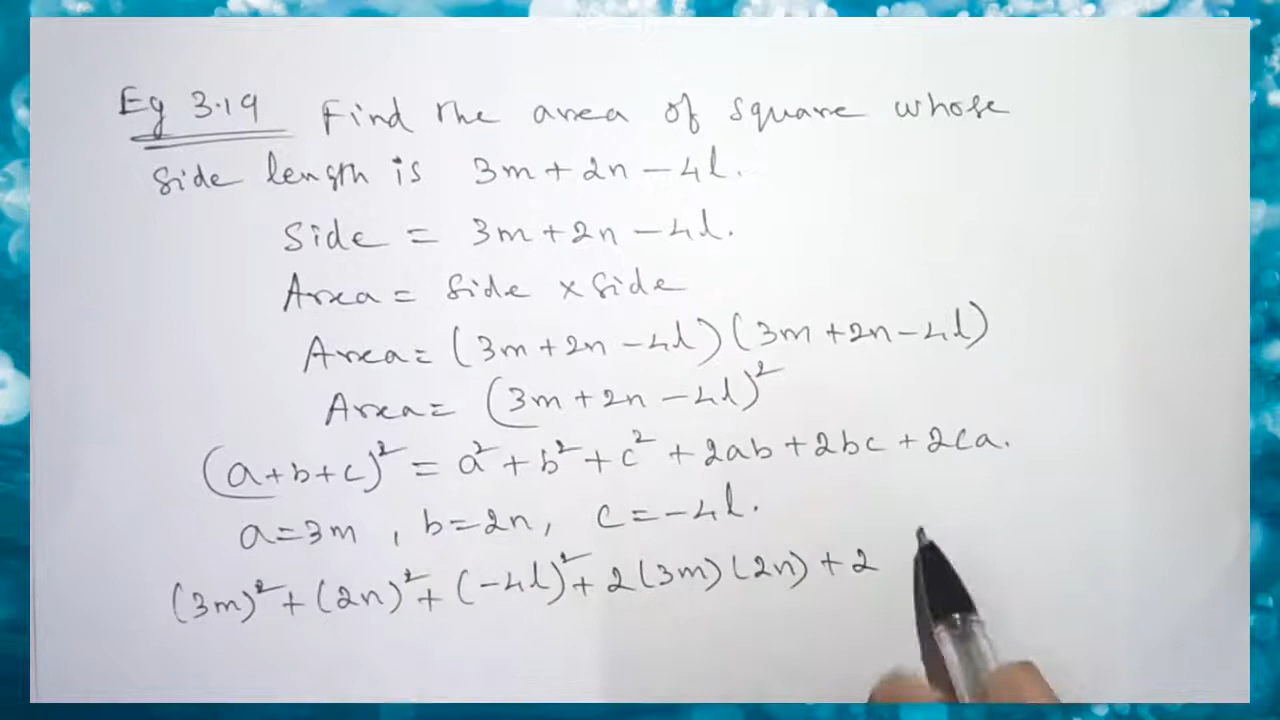 Eg 3.19 Find the area of square whose
side length is 3m + 2n - 4l.
Side = 3m + 2n - 4l.
Area = Side × Side
Area = (3m + 2n - 4l) (3m + 2n - 4l)
Area = (3m + 2n - 4l)²
(a+b+c)² = a² + b² + c² + 2ab + 2bc + 2ca.
a = 3m , b = 2n, c = -4l.
(3m)² + (2n)² + (-4l)² + 2(3m)(2n) + 2